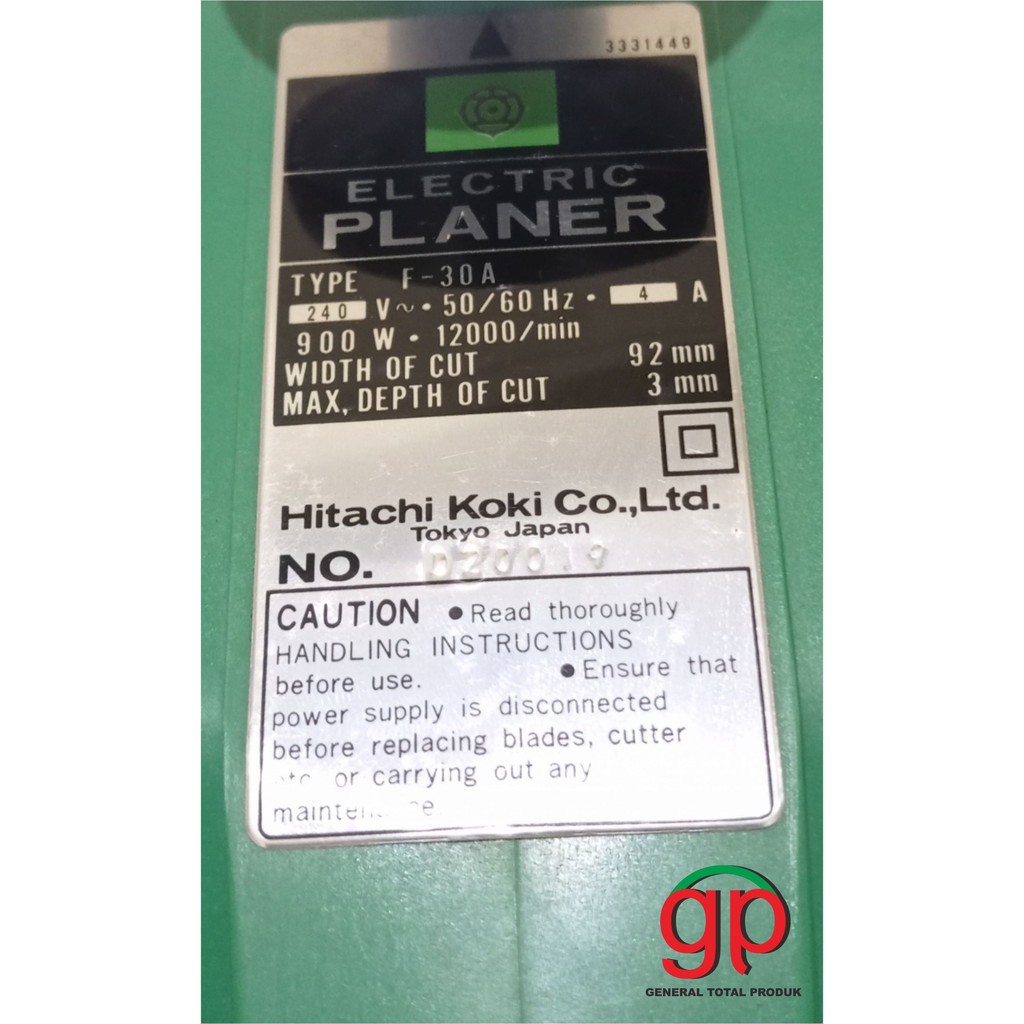 3331449
ELECTRIC
PLANER
TYPE F-30A
240 V~ • 50/60 Hz • 4 A
900 W • 12000/min
WIDTH OF CUT 92 mm
MAX, DEPTH OF CUT 3 mm
Hitachi Koki Co.,Ltd.
Tokyo Japan
NO.
CAUTION • Read thoroughly
HANDLING INSTRUCTIONS
before use. • Ensure that
power supply is disconnected
before replacing blades, cutter
or carrying out any
gp
GENERAL TOTAL PRODUK